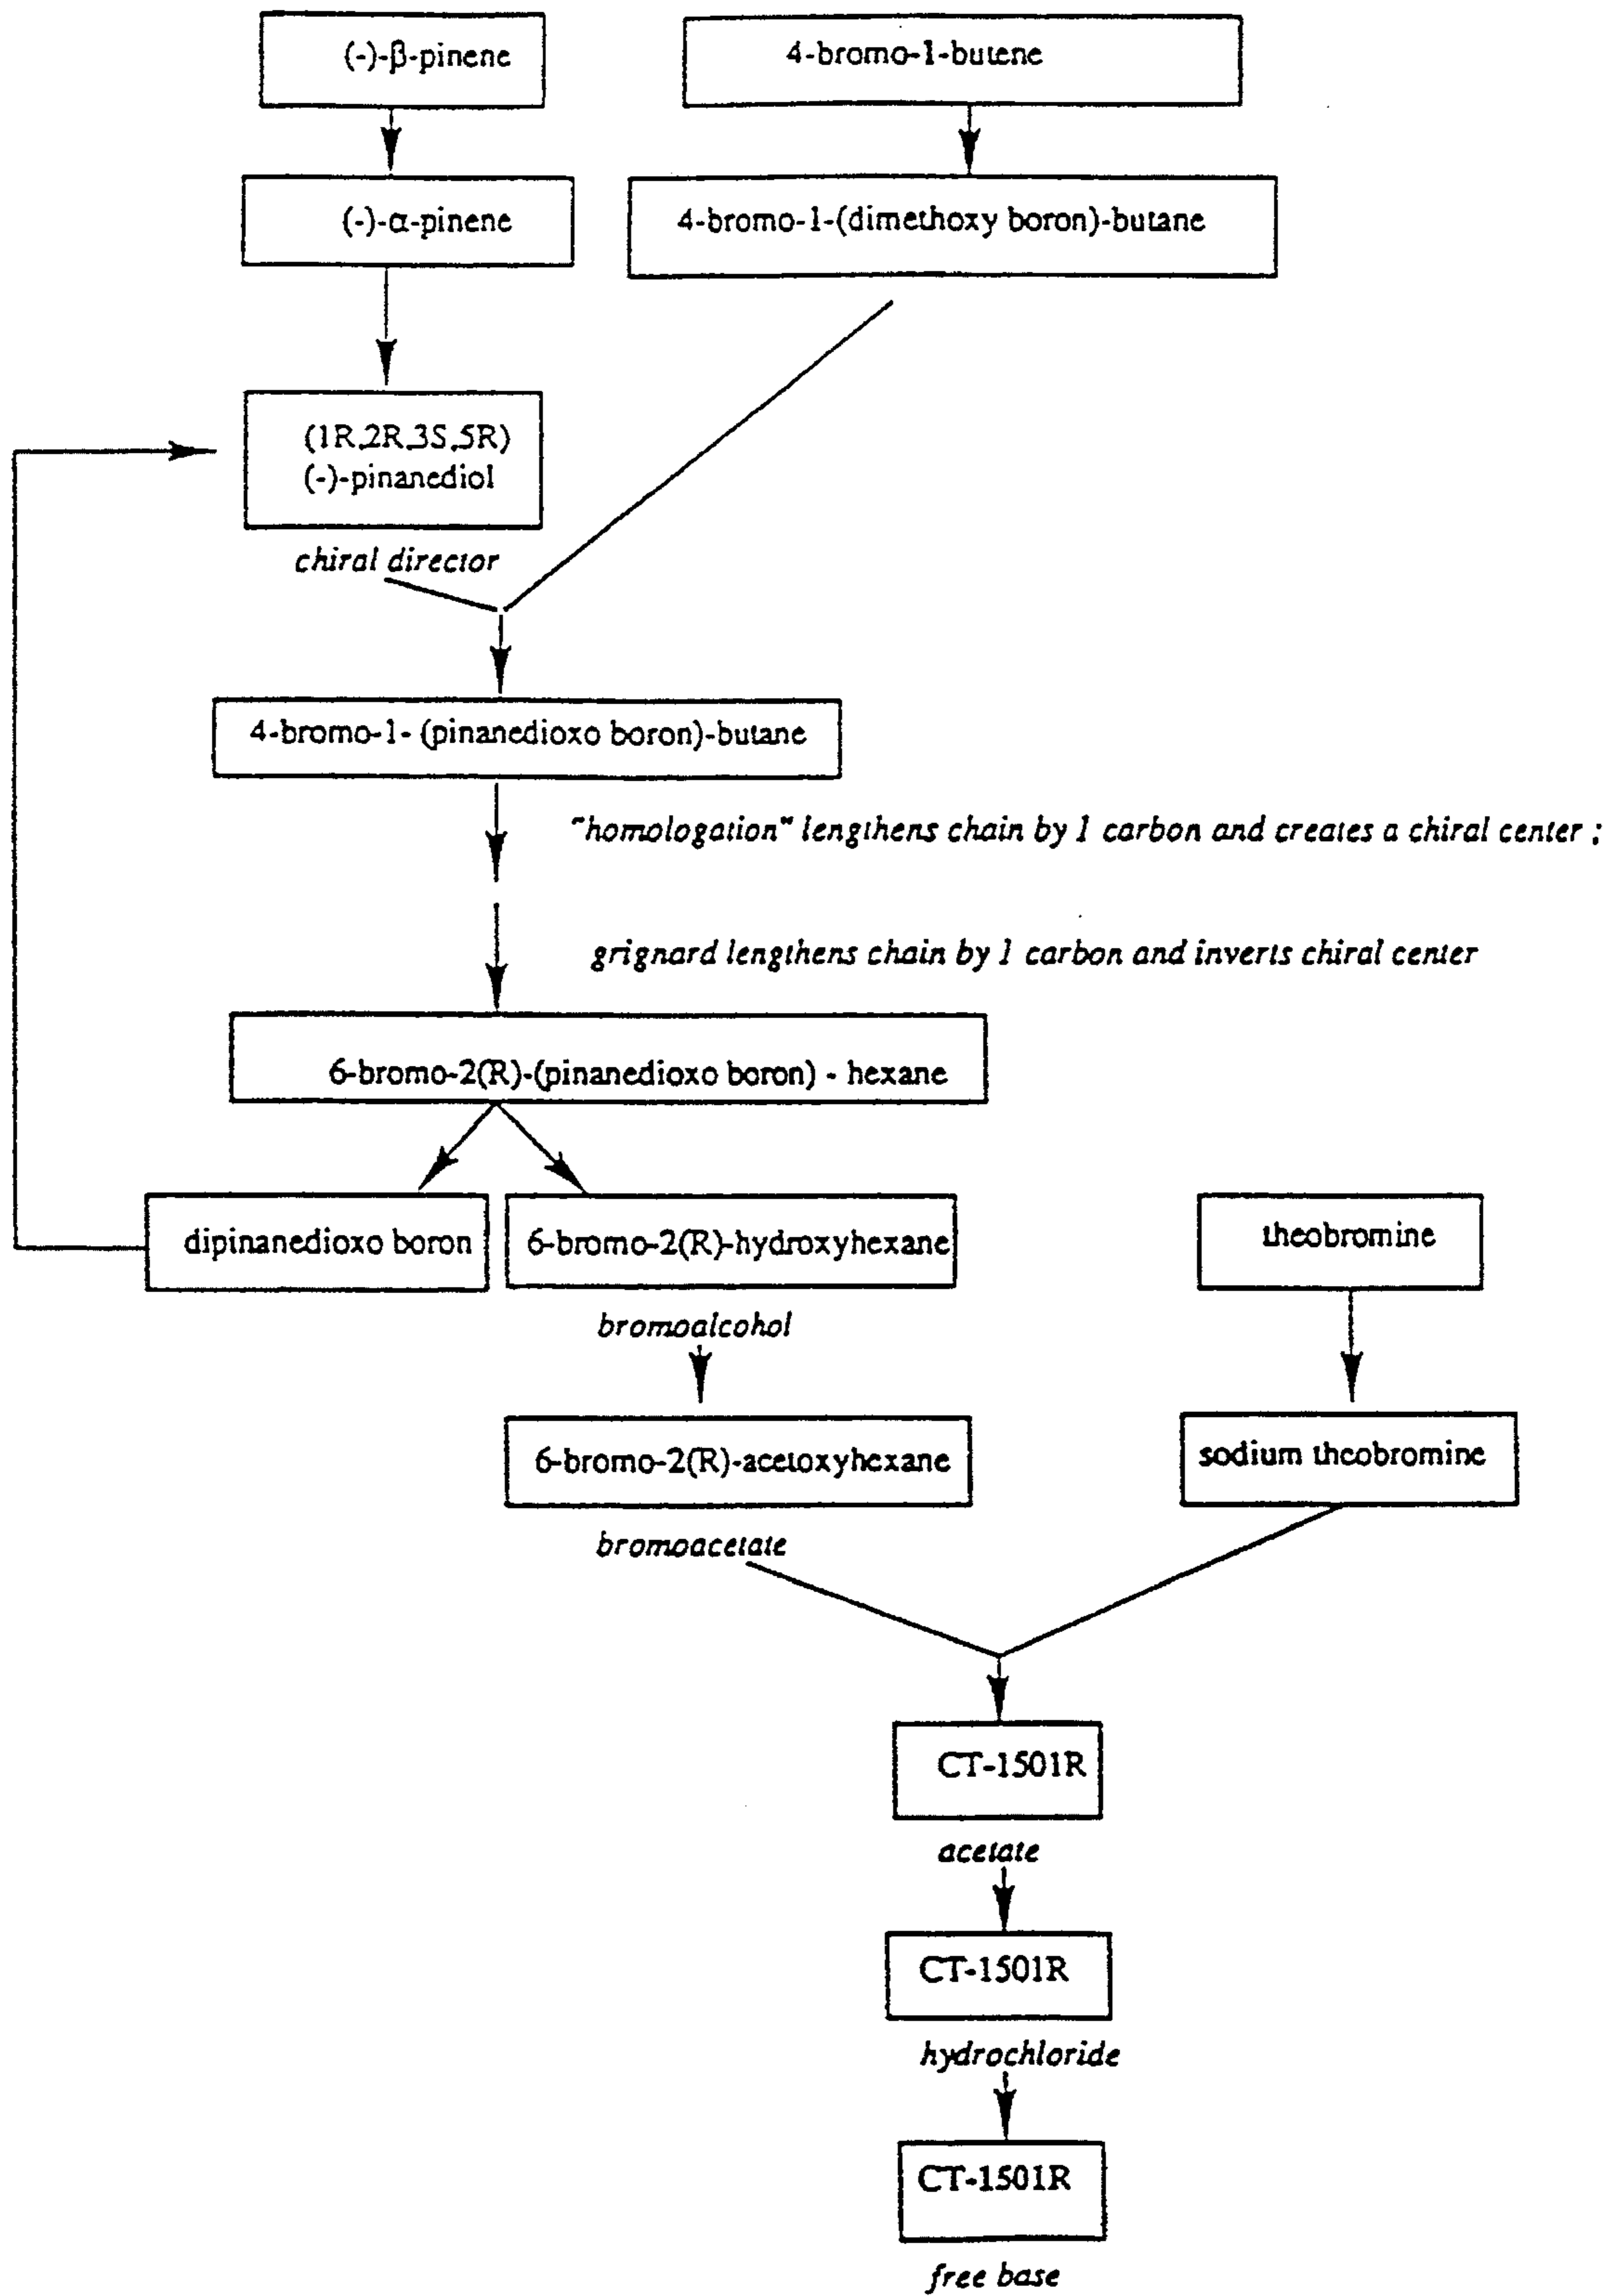 (-)-β-pinene
4-bromo-1-butene
(-)-α-pinene
4-bromo-1-(dimethoxy boron)-butane
(1R,2R,3S,5R)
(-)-pinanediol
chiral director
4-bromo-1- (pinanedioxo boron)-butane
"homologation" lengthens chain by 1 carbon and creates a chiral center ;
grignard lengthens chain by 1 carbon and inverts chiral center
6-bromo-2(R)-(pinanedioxo boron) - hexane
dipinanedioxo boron
6-bromo-2(R)-hydroxyhexane
theobromine
bromoalcohol
6-bromo-2(R)-acetoxyhexane
sodium theobromine
bromoacetate
CT-1501R
acetate
CT-1501R
hydrochloride
CT-1501R
free base